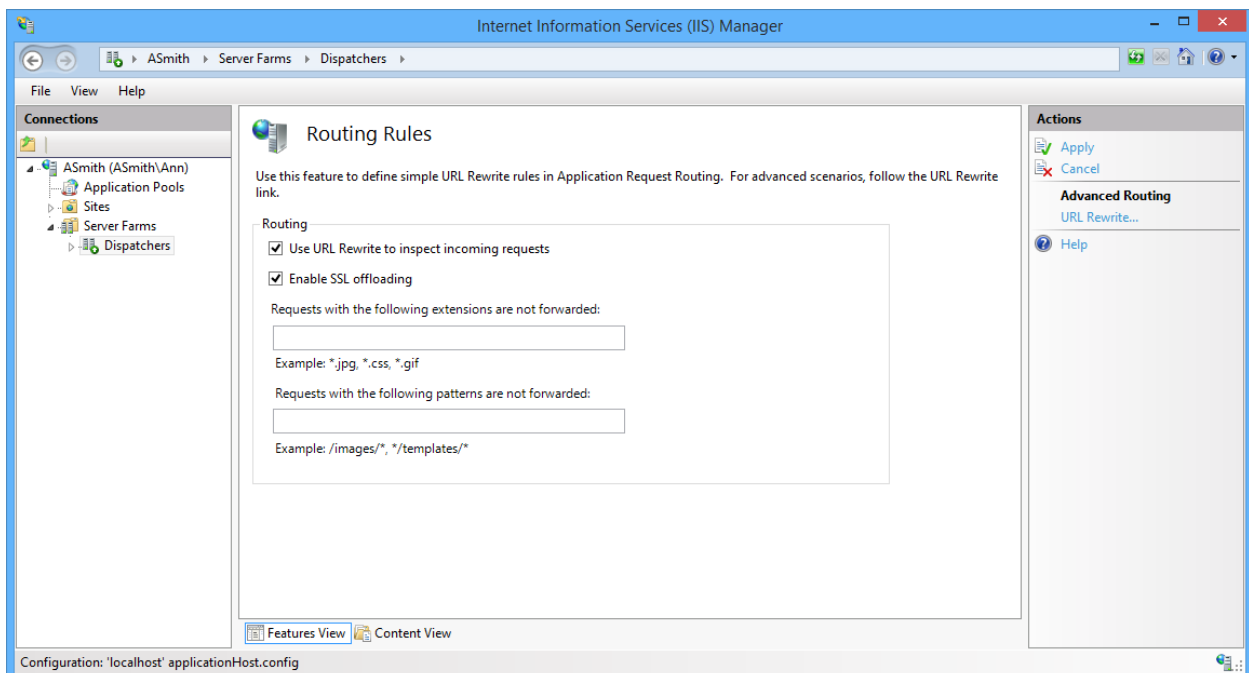 Internet Information Services (IIS) Manager
ASmith Server Farms Dispatchers
File View Help
Connections
ASmith (ASmith\Ann)
Application Pools
Sites
Server Farms
Dispatchers
Routing Rules
Use this feature to define simple URL Rewrite rules in Application Request Routing. For advanced scenarios, follow the URL Rewrite
link.
Routing
Use URL Rewrite to inspect incoming requests
Enable SSL offloading
Requests with the following extensions are not forwarded:
Example: *.jpg, *.css, *.gif
Requests with the following patterns are not forwarded:
Example: /images/*, */templates/*
Features View Content View
Actions
Apply
Cancel
Advanced Routing
URL Rewrite...
Help
Configuration: 'localhost' applicationHost.config